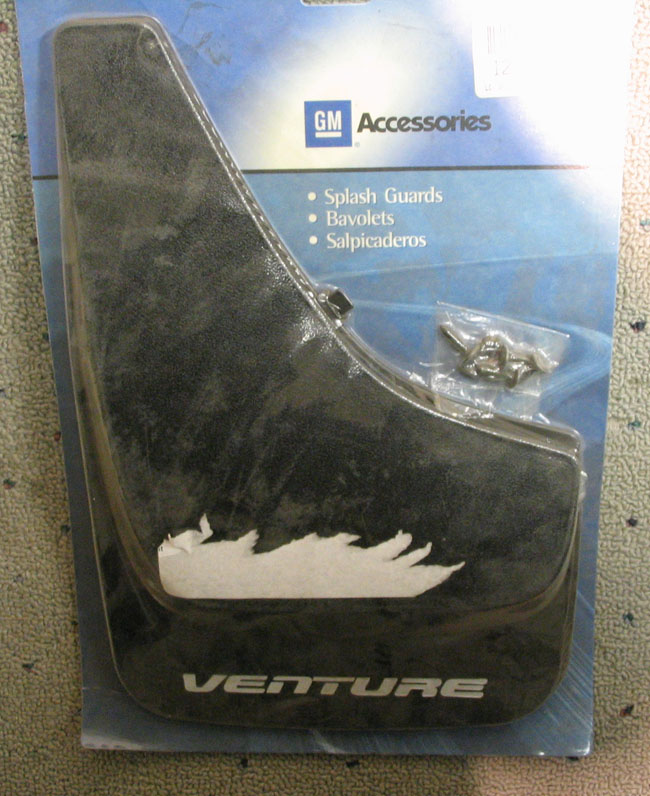 GM Accessories
• Splash Guards
• Bavolets
• Salpicaderos
VENTURE